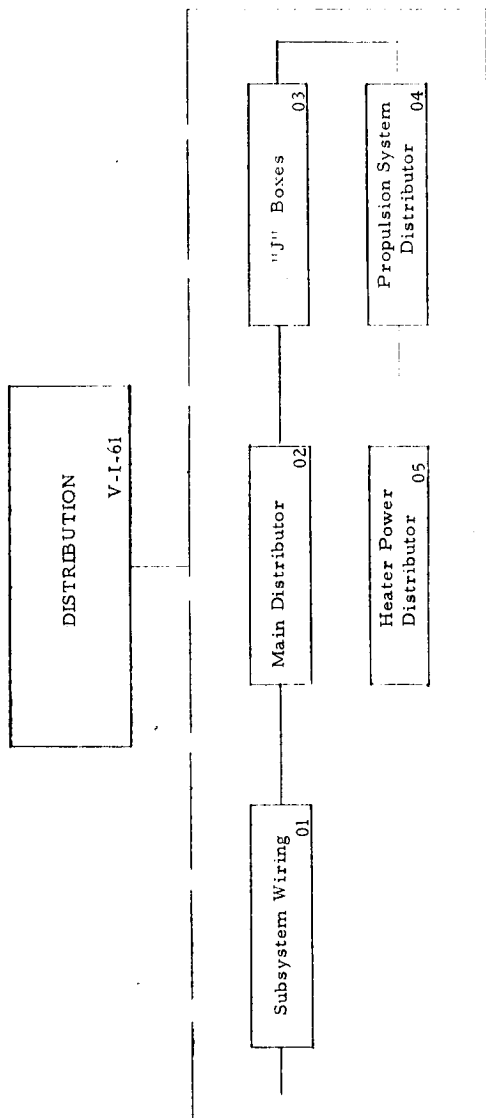 DISTRIBUTION
V-I-61
Subsystem Wiring
01
Main Distributor
02
"J" Boxes
03
Heater Power
Distributor
05
Propulsion System
Distributor
04